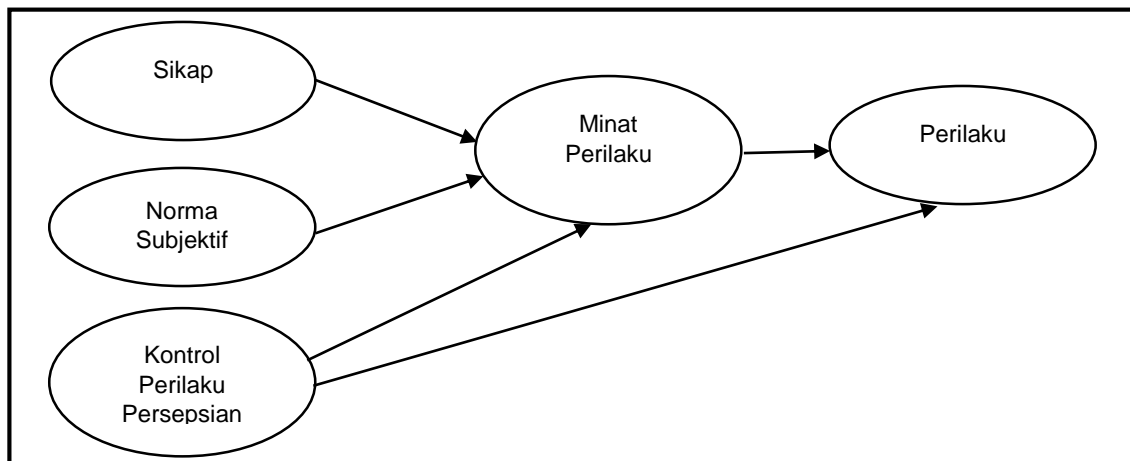 Sikap
Norma
Subjektif
Kontrol
Perilaku
Persepsian
Minat
Perilaku
Perilaku